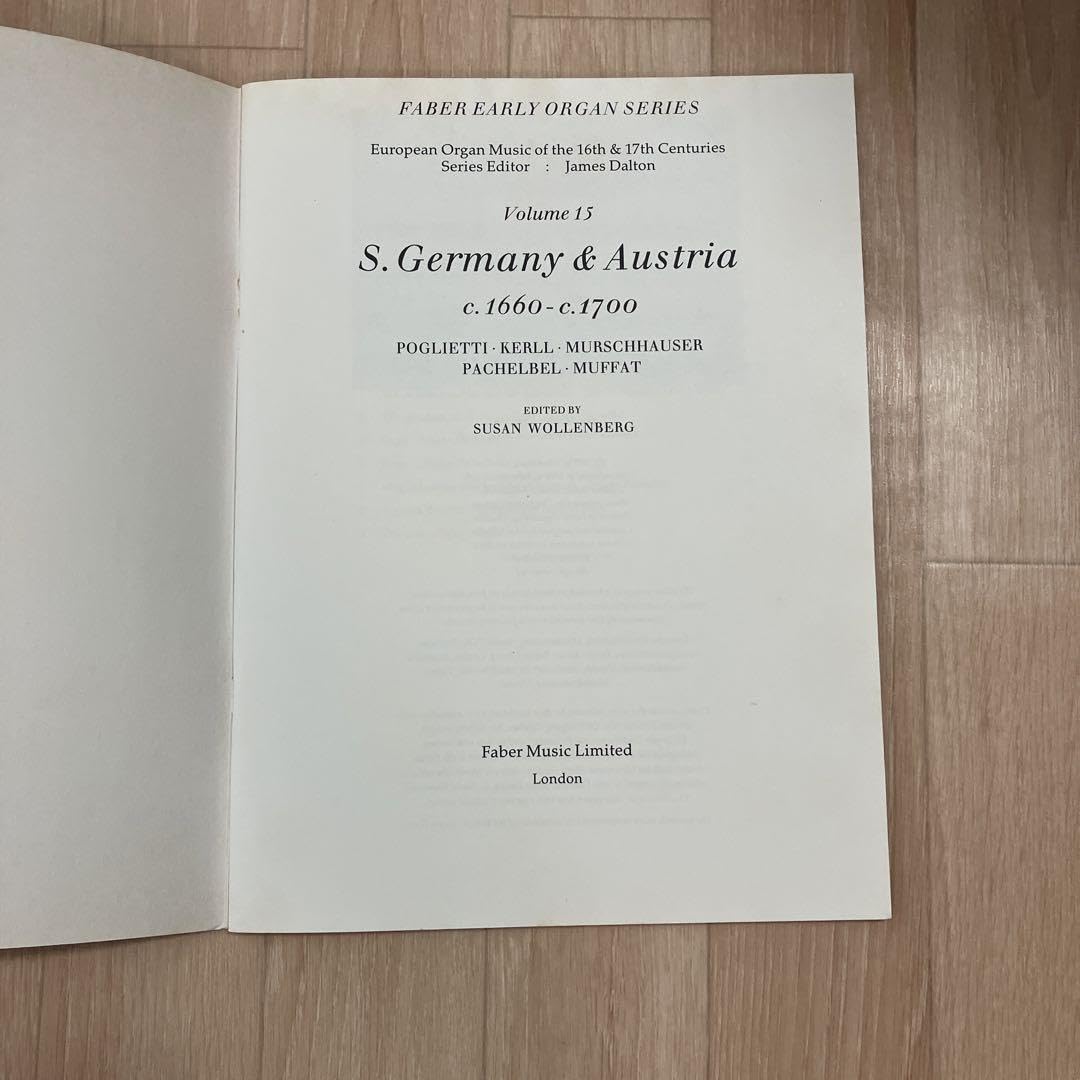 FABER EARLY ORGAN SERIES
European Organ Music of the 16th & 17th Centuries
Series Editor : James Dalton
Volume 15
S. Germany & Austria
c. 1660 - c. 1700
POGLIETTI · KERLL · MURSCHHAUSER
PACHELBEL · MUFFAT
EDITED BY
SUSAN WOLLENBERG
Faber Music Limited
London